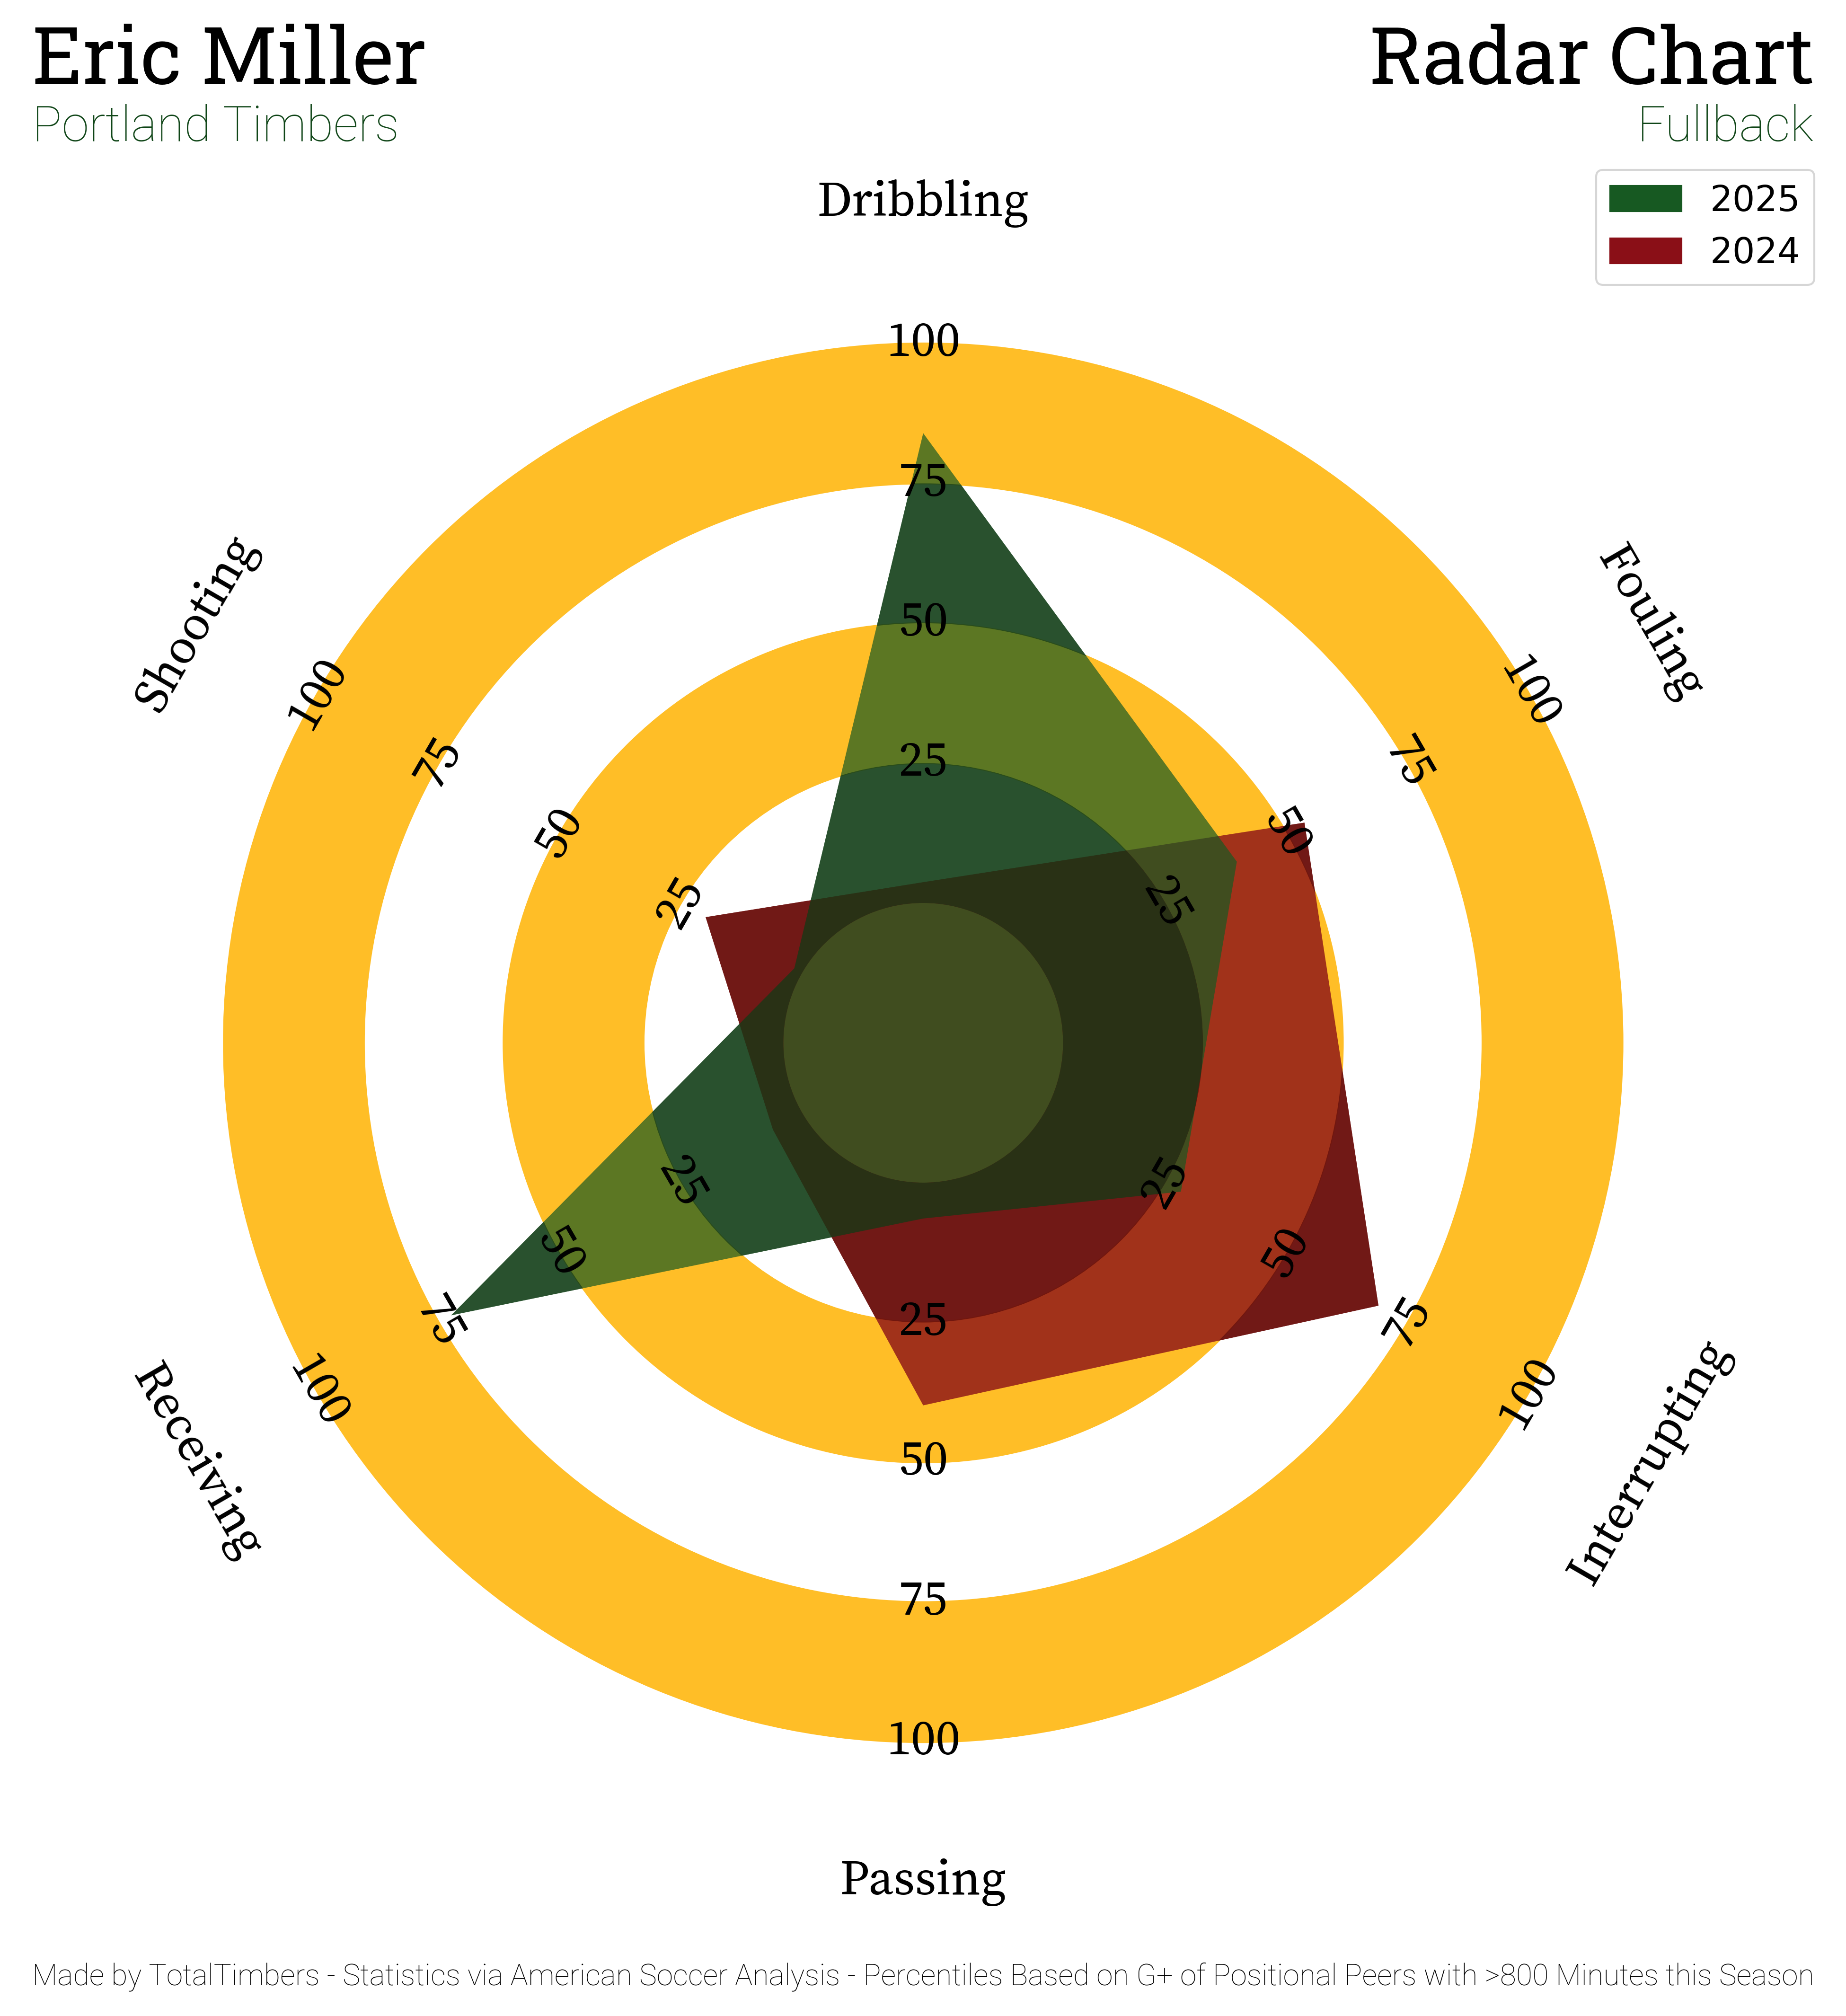 Eric Miller
Radar Chart
Portland Timbers
Fullback
2025
2024
Dribbling
Fouling
Interrupting
Passing
Receiving
Shooting
100
75
50
25
100
75
50
25
25
50
75
100
25
50
75
100
25
50
75
100
100
75
50
25
Made by TotalTimbers - Statistics via American Soccer Analysis - Percentiles Based on G+ of Positional Peers with >800 Minutes this Season